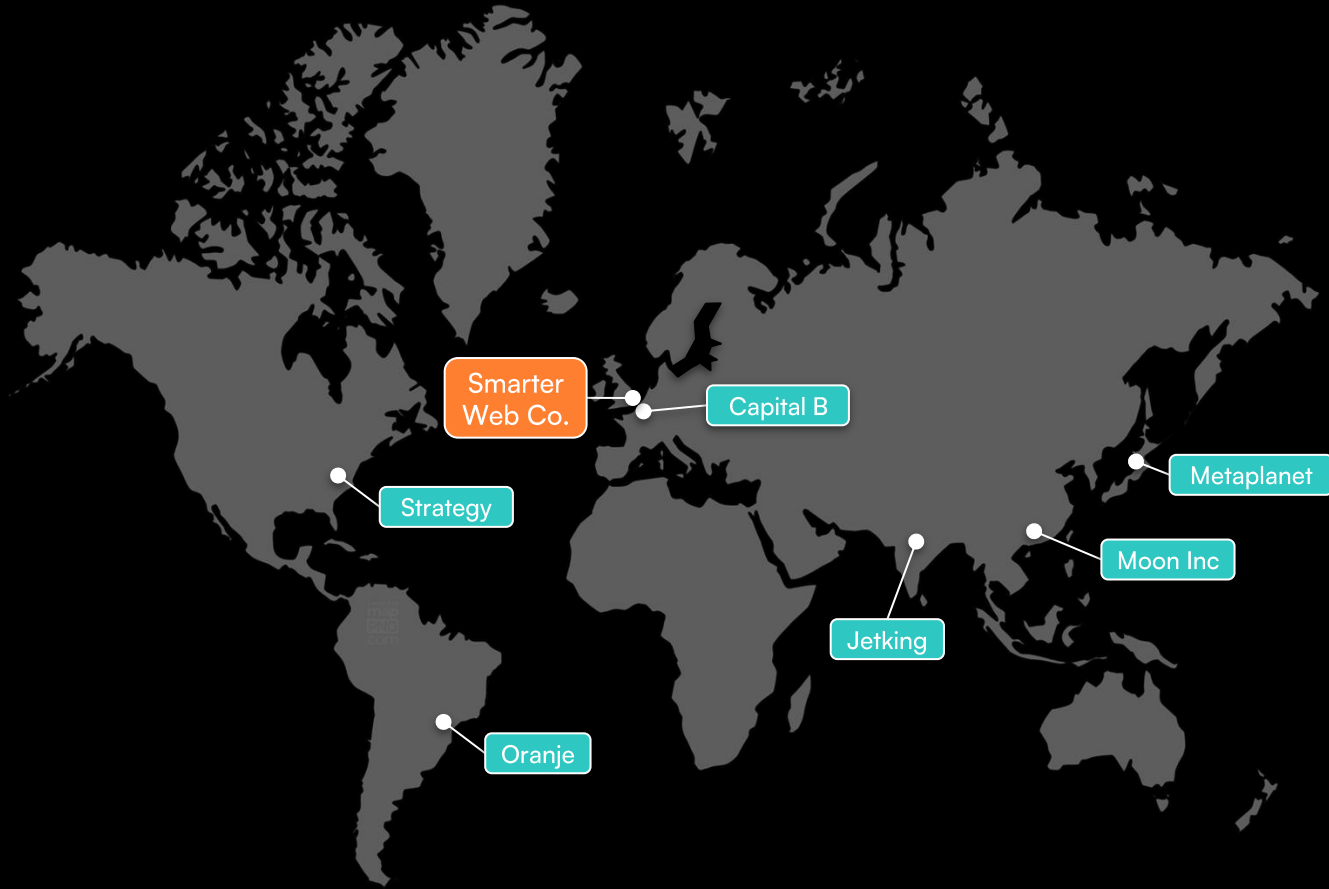 Smarter
Web Co.
Capital B
Metaplanet
Strategy
Moon Inc
Jetking
Oranje